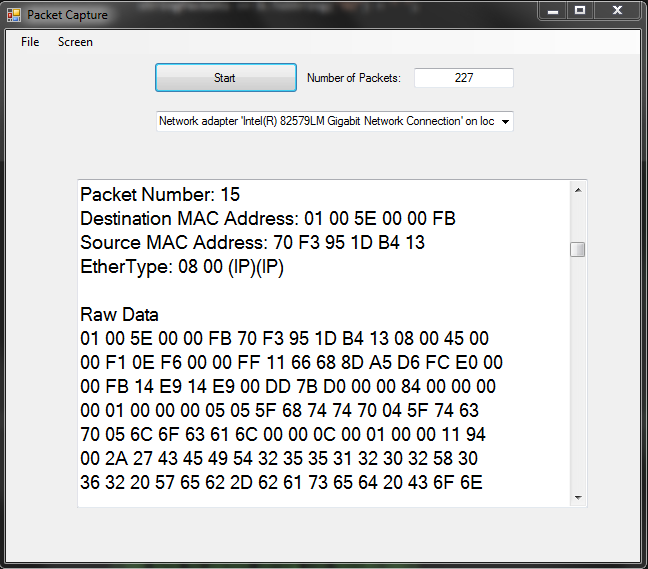 Packet Capture
File Screen
Start Number of Packets: 227
Network adapter 'Intel(R) 82579LM Gigabit Network Connection' on loc
Packet Number: 15
Destination MAC Address: 01 00 5E 00 00 FB
Source MAC Address: 70 F3 95 1D B4 13
EtherType: 08 00 (IP)(IP)
Raw Data
01 00 5E 00 00 FB 70 F3 95 1D B4 13 08 00 45 00
00 F1 0E F6 00 00 FF 11 66 68 8D A5 D6 FC E0 00
00 FB 14 E9 14 E9 00 DD 7B D0 00 00 84 00 00 00
00 01 00 00 00 05 05 5F 68 74 74 70 04 5F 74 63
70 05 6C 6F 63 61 6C 00 00 0C 00 01 00 00 11 94
00 2A 27 43 45 49 54 32 35 35 31 32 30 32 58 30
36 32 20 57 65 62 2D 62 61 73 65 64 20 43 6F 6E